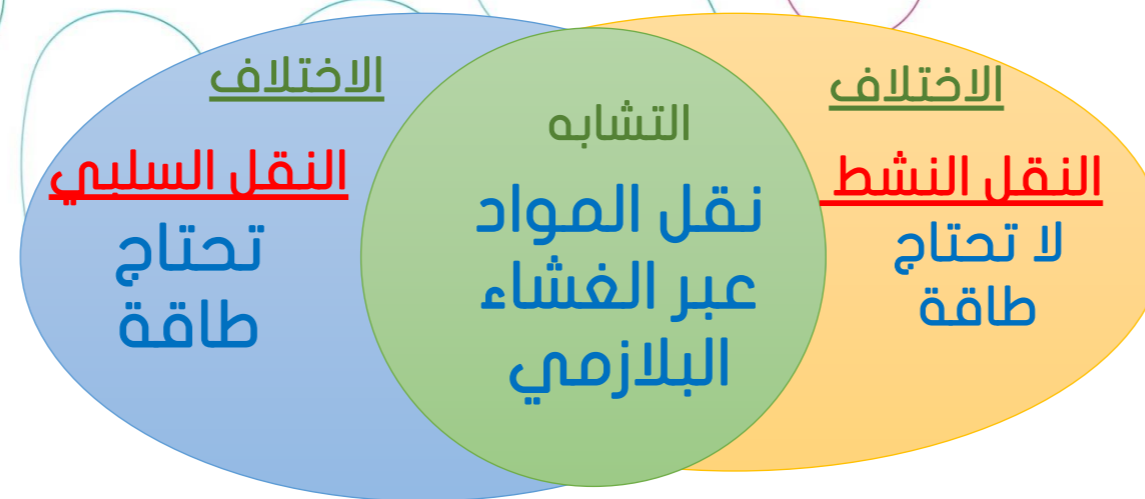 الاختلاف
النقل النشط
لا تحتاج
طاقة
التشابه
نقل المواد
عبر الغشاء
البلازمي
الاختلاف
النقل السلبي
تحتاج
طاقة